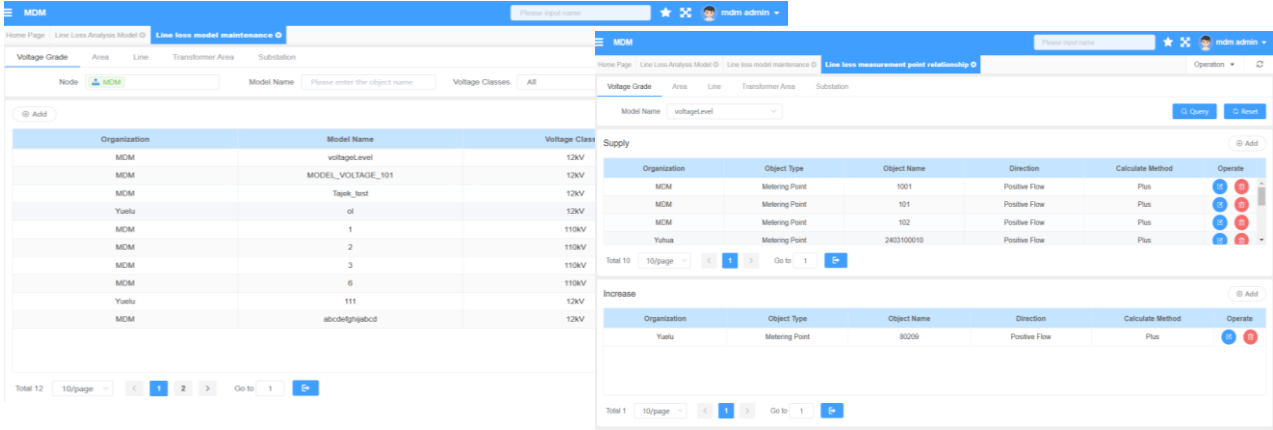 MDM
Please input name
mdm admin
Home Page Line Loss Analysis Model Line loss model maintenance
Voltage Grade Area Line Transformer Area Substation
Node MDM Model Name Please enter the object name Voltage Classes All
Add
Organization Model Name Voltage Class
MDM voltageLevel 12kV
MDM MODEL_VOLTAGE_101 12kV
MDM Tajek_test 12kV
Yuelu ol 12kV
MDM 1 110kV
MDM 2 110kV
MDM 3 110kV
MDM 6 110kV
Yuelu 111 12kV
MDM abcdefghijabcd 12kV
Total 12 10/page 1 2 Go to 1
MDM
Please input name
mdm admin
Home Page Line Loss Analysis Model Line loss model maintenance Line loss measurement point relationship Operation
Voltage Grade Area Line Transformer Area Substation
Model Name voltageLevel Query Reset
Supply Add
Organization Object Type Object Name Direction Calculate Method Operate
MDM Metering Point 1001 Positive Flow Plus
MDM Metering Point 101 Positive Flow Plus
MDM Metering Point 102 Positive Flow Plus
Yuhua Metering Point 2403100010 Positive Flow Plus
Total 10 10/page 1 Go to 1
Increase Add
Organization Object Type Object Name Direction Calculate Method Operate
Yuelu Metering Point 80209 Positive Flow Plus
Total 1 10/page 1 Go to 1